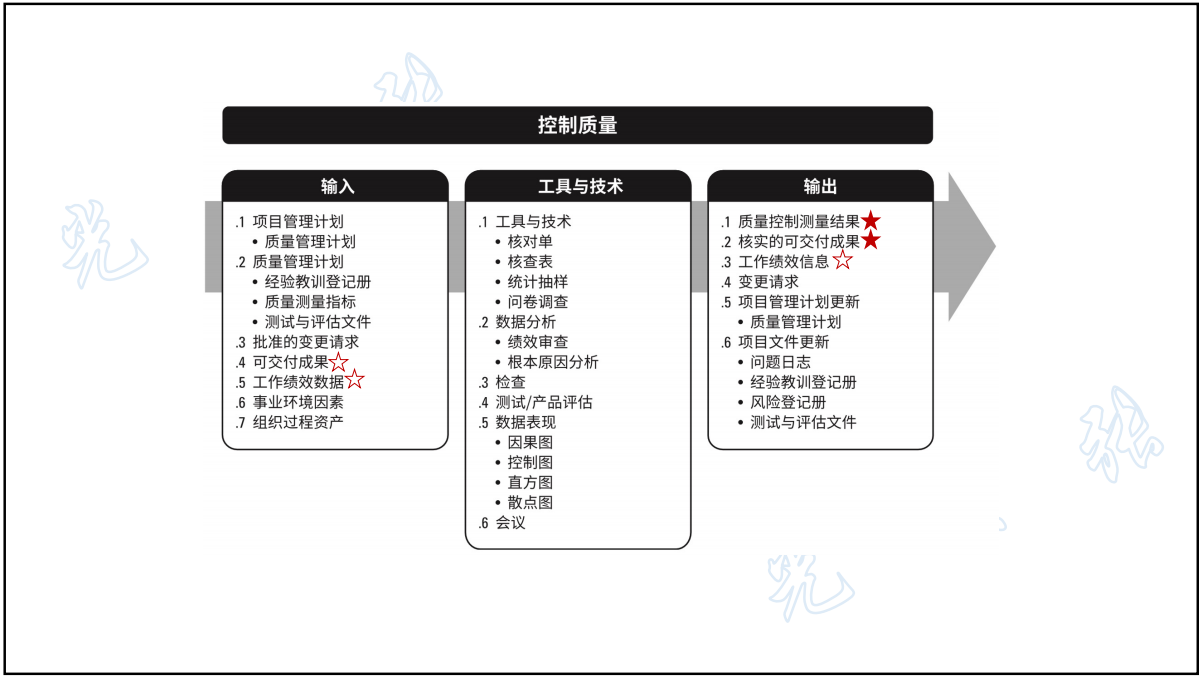 控制质量
输入
.1 项目管理计划
• 质量管理计划
.2 质量管理计划
• 经验教训登记册
• 质量测量指标
• 测试与评估文件
.3 批准的变更请求
.4 可交付成果☆
.5 工作绩效数据☆
.6 事业环境因素
.7 组织过程资产
工具与技术
.1 工具与技术
• 核对单
• 核查表
• 统计抽样
• 问卷调查
.2 数据分析
• 绩效审查
• 根本原因分析
.3 检查
.4 测试/产品评估
.5 数据表现
• 因果图
• 控制图
• 直方图
• 散点图
.6 会议
输出
.1 质量控制测量结果★
.2 核实的可交付成果★
.3 工作绩效信息☆
.4 变更请求
.5 项目管理计划更新
• 质量管理计划
.6 项目文件更新
• 问题日志
• 经验教训登记册
• 风险登记册
• 测试与评估文件